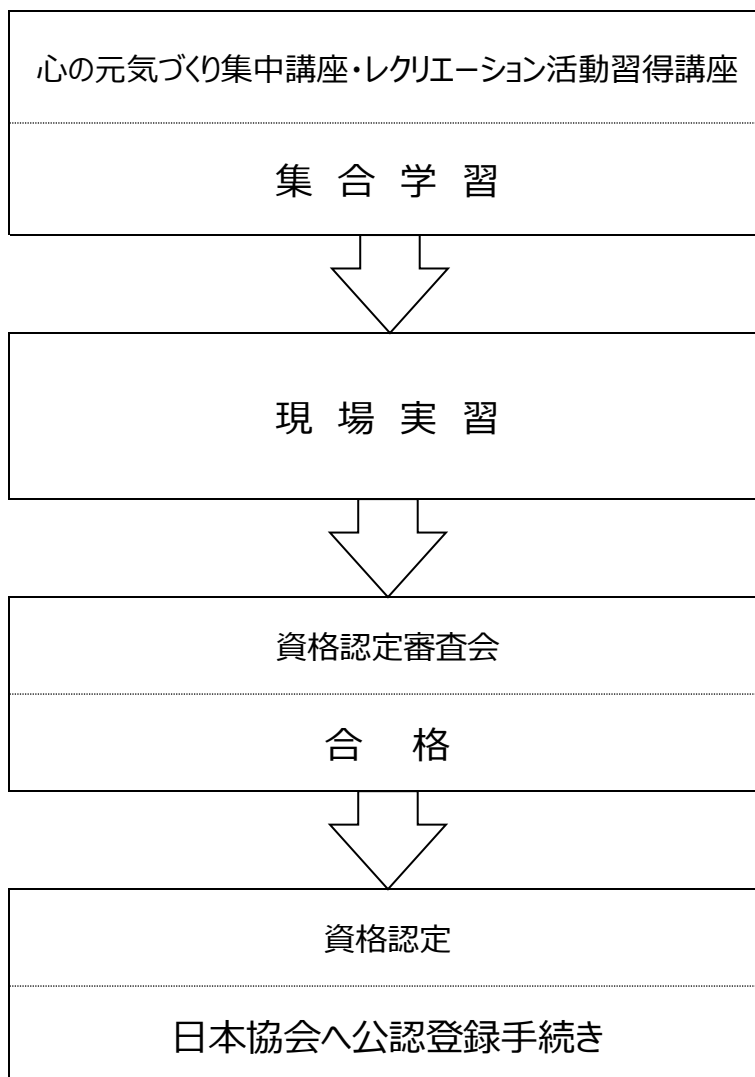 心の元気づくり集中講座・レクリエーション活動習得講座
集 合 学 習
現 場 実 習
資格認定審査会
合 格
資格認定
日本協会へ公認登録手続き